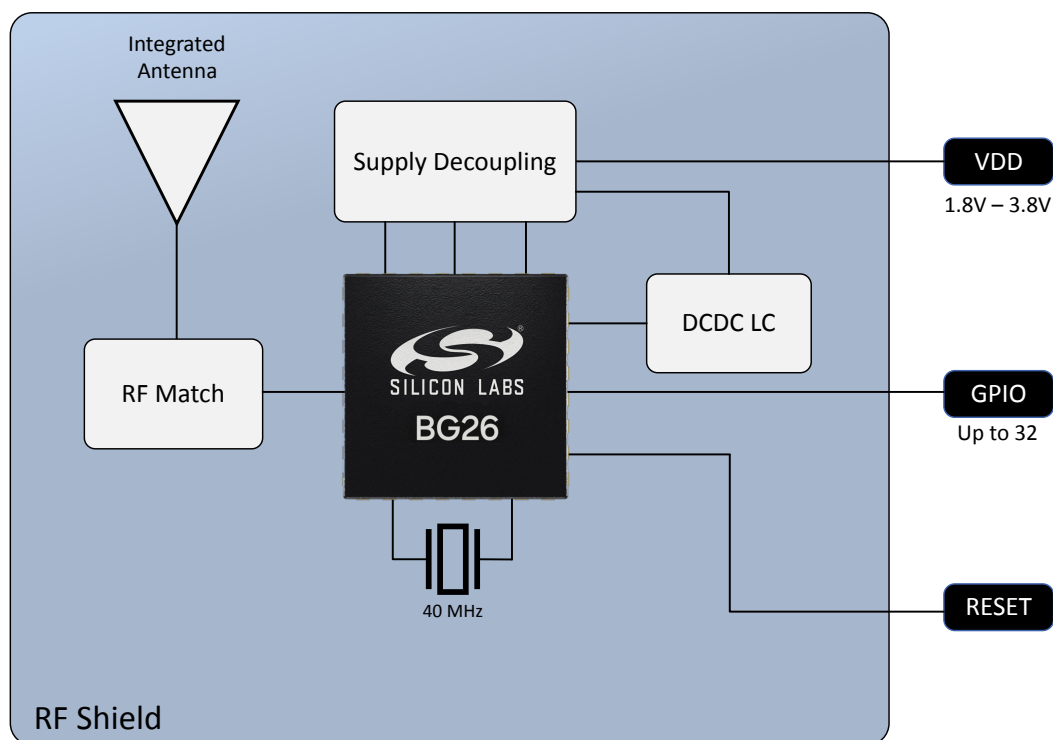 Integrated
Antenna
Supply Decoupling
VDD
1.8V – 3.8V
DCDC LC
®
SILICON LABS
BG26
RF Match
GPIO
Up to 32
40 MHz
RESET
RF Shield